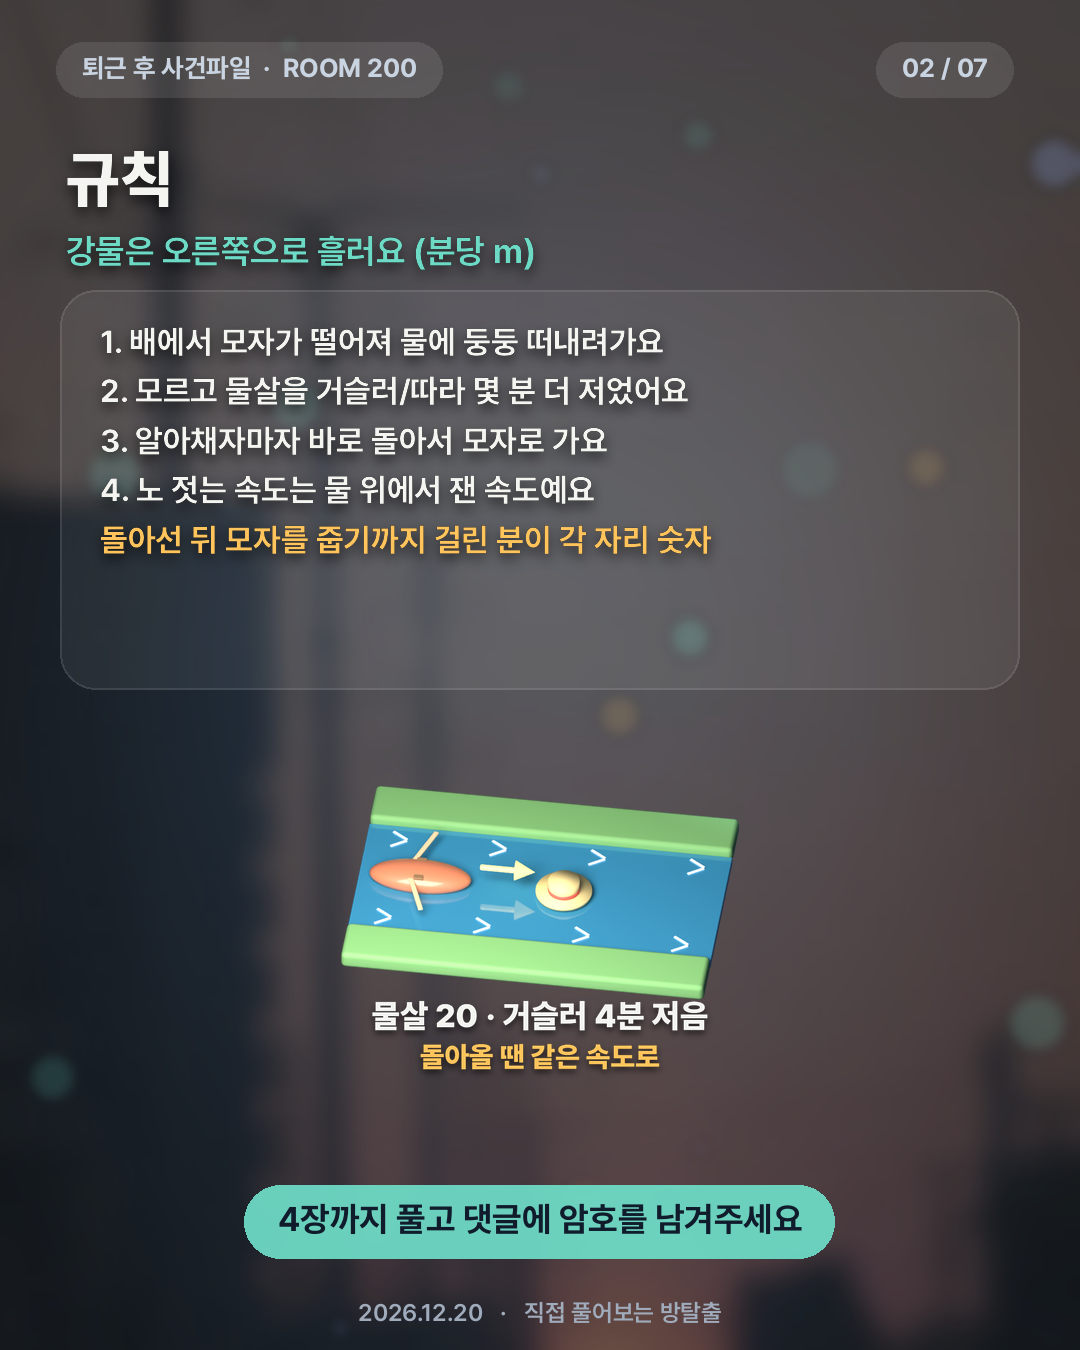 퇴근 후 사건파일 · ROOM 200
02 / 07
규칙
강물은 오른쪽으로 흘러요 (분당 m)
1. 배에서 모자가 떨어져 물에 둥둥 떠내려가요
2. 모르고 물살을 거슬러/따라 몇 분 더 저었어요
3. 알아채자마자 바로 돌아서 모자로 가요
4. 노 젓는 속도는 물 위에서 잰 속도예요
돌아선 뒤 모자를 줍기까지 걸린 분이 각 자리 숫자
물살 20 · 거슬러 4분 저음
돌아올 땐 같은 속도로
4장까지 풀고 댓글에 암호를 남겨주세요
2026.12.20 · 직접 풀어보는 방탈출